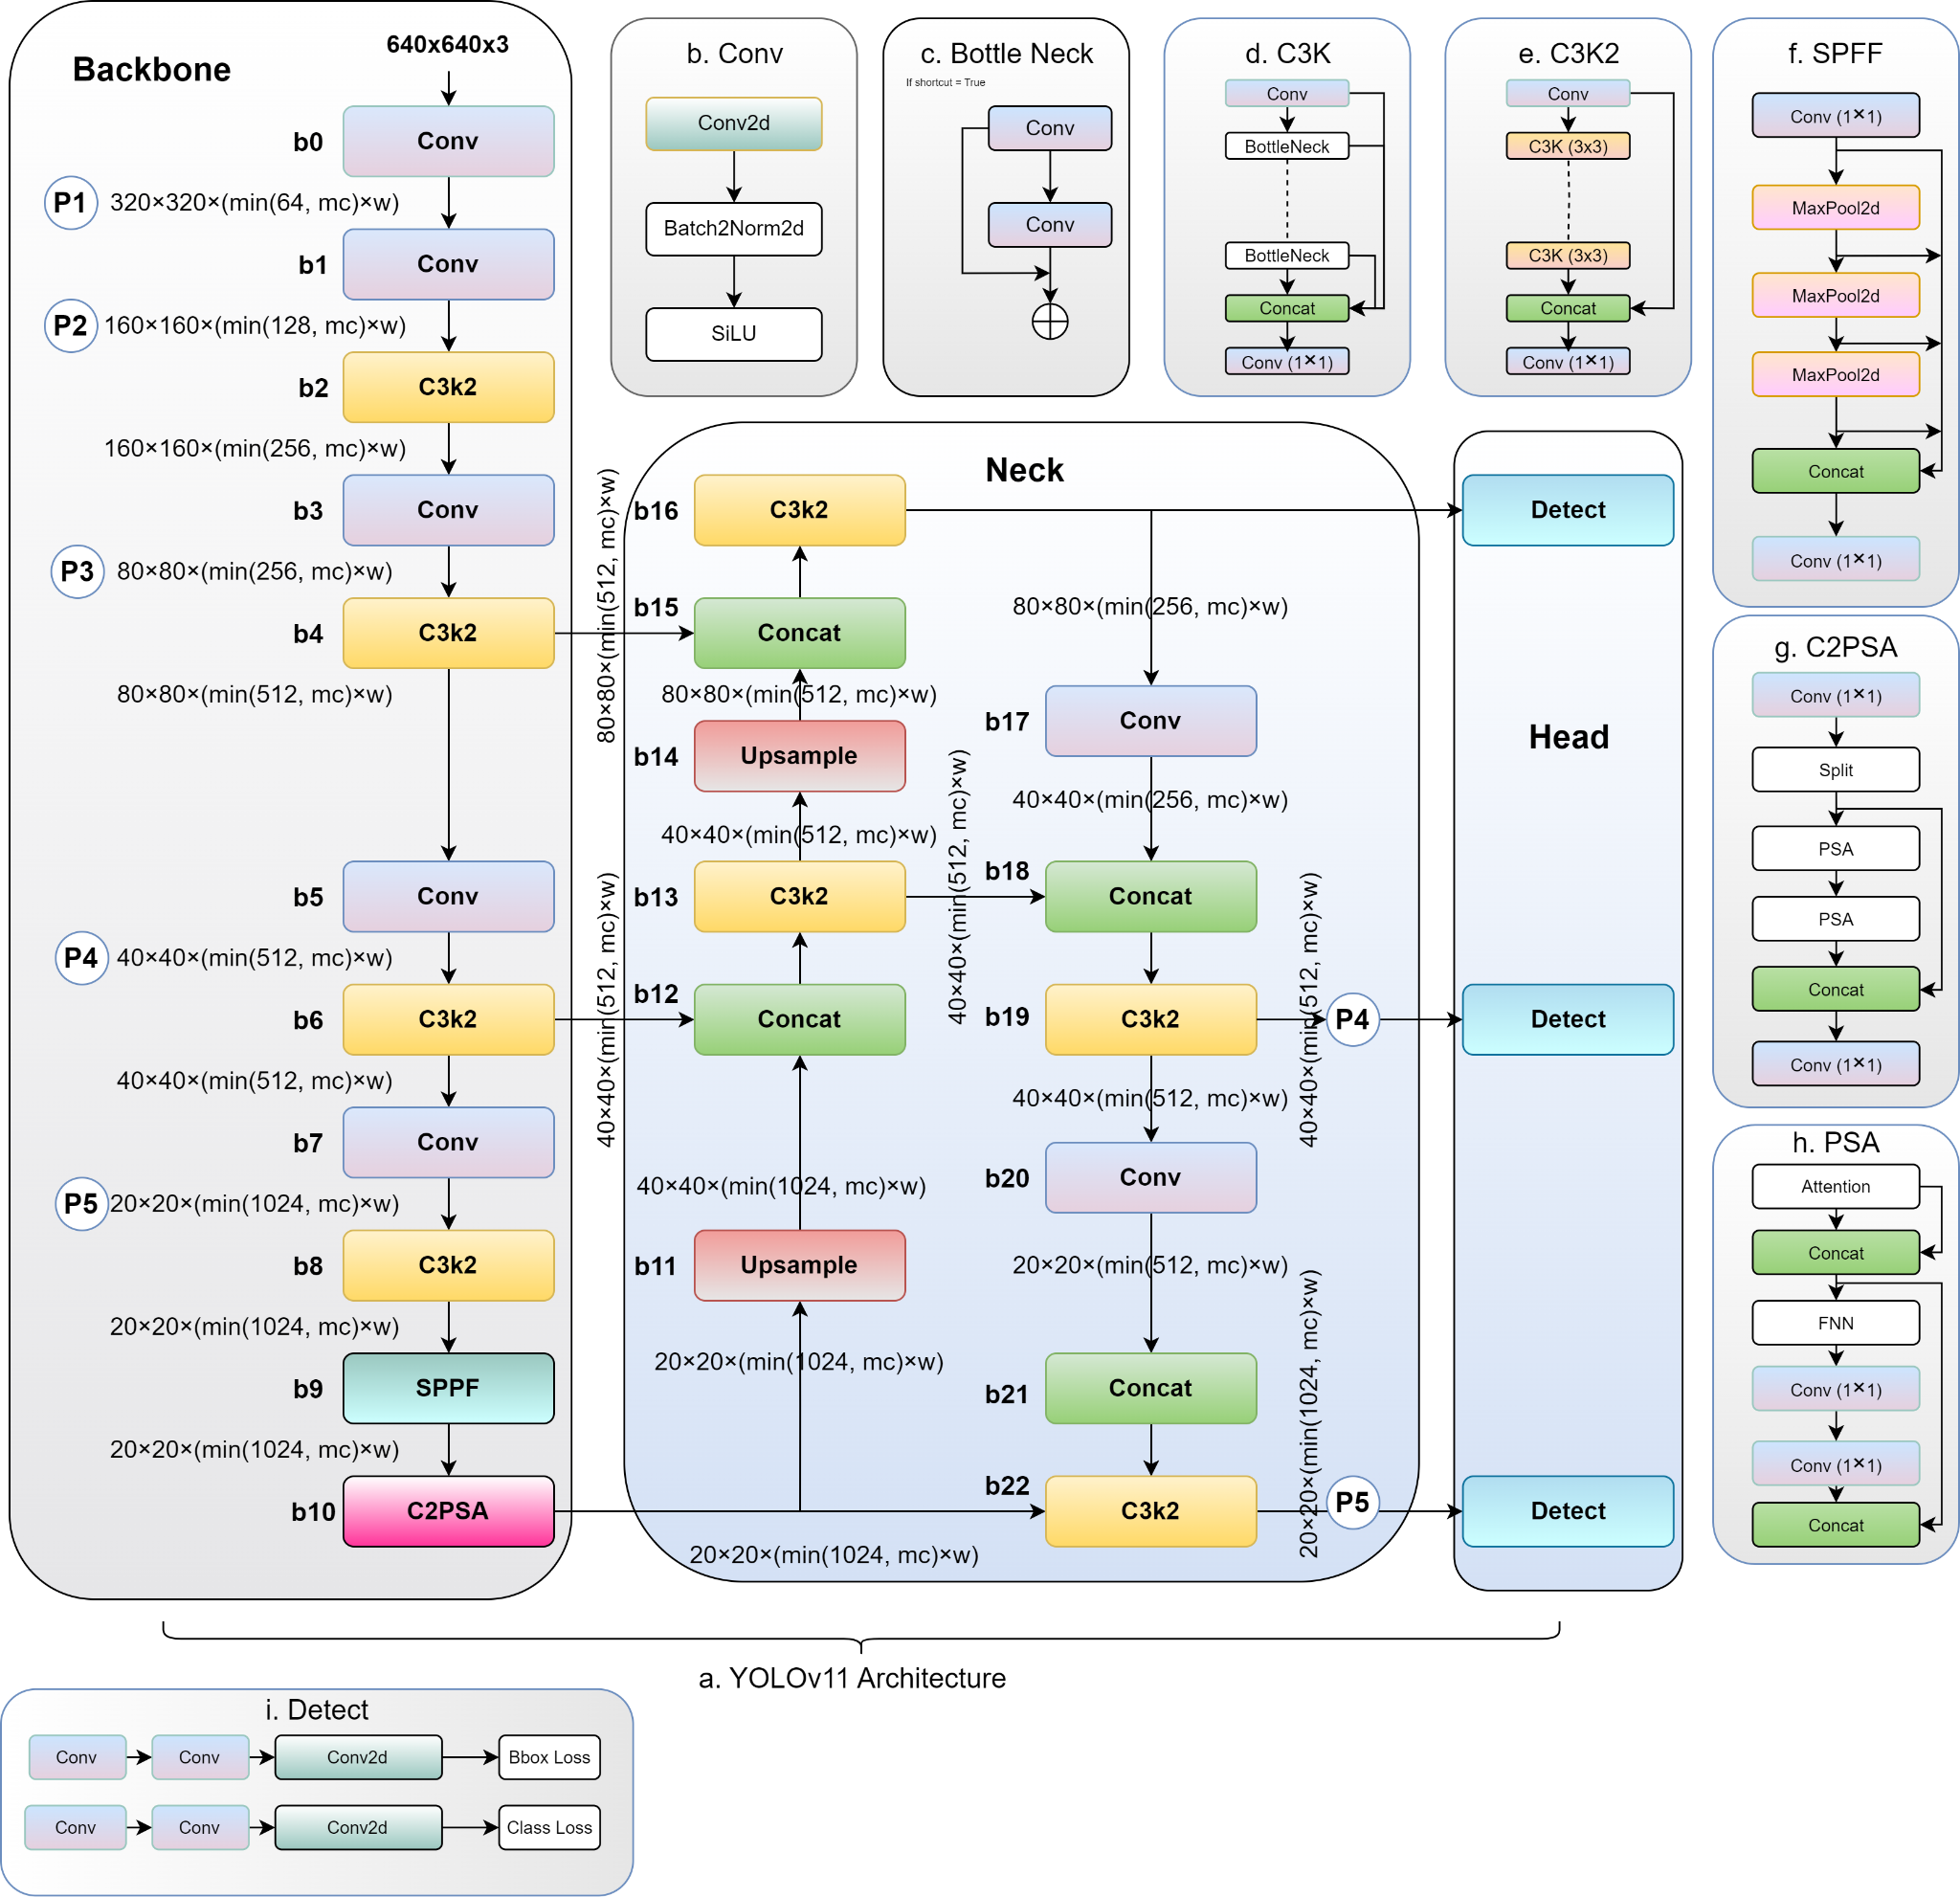 Backbone
640x640x3
b0
Conv
P1
320×320×(min(64, mc)×w)
b1
Conv
P2
160×160×(min(128, mc)×w)
b2
C3k2
160×160×(min(256, mc)×w)
b3
Conv
P3
80×80×(min(256, mc)×w)
b4
C3k2
80×80×(min(512, mc)×w)
b5
Conv
P4
40×40×(min(512, mc)×w)
b6
C3k2
40×40×(min(512, mc)×w)
b7
Conv
P5
20×20×(min(1024, mc)×w)
b8
C3k2
20×20×(min(1024, mc)×w)
b9
SPPF
20×20×(min(1024, mc)×w)
b10
C2PSA
b. Conv
Conv2d
Batch2Norm2d
SiLU
c. Bottle Neck
If shortcut = True
Conv
Conv
d. C3K
Conv
BottleNeck
BottleNeck
Concat
Conv (1×1)
e. C3K2
Conv
C3K (3x3)
C3K (3x3)
Concat
Conv (1×1)
f. SPFF
Conv (1×1)
MaxPool2d
MaxPool2d
MaxPool2d
Concat
Conv (1×1)
Neck
80×80×(min(512, mc)×w)
b16
C3k2
b15
Concat
80×80×(min(512, mc)×w)
b14
Upsample
40×40×(min(512, mc)×w)
b13
C3k2
40×40×(min(512, mc)×w)
b12
Concat
40×40×(min(512, mc)×w)
40×40×(min(1024, mc)×w)
b11
Upsample
20×20×(min(1024, mc)×w)
20×20×(min(1024, mc)×w)
80×80×(min(256, mc)×w)
b17
Conv
40×40×(min(256, mc)×w)
b18
Concat
b19
C3k2
40×40×(min(512, mc)×w)
P4
40×40×(min(512, mc)×w)
b20
Conv
20×20×(min(512, mc)×w)
b21
Concat
b22
C3k2
20×20×(min(1024, mc)×w)
P5
Detect
Head
Detect
Detect
g. C2PSA
Conv (1×1)
Split
PSA
PSA
Concat
Conv (1×1)
h. PSA
Attention
Concat
FNN
Conv (1×1)
Conv (1×1)
Concat
a. YOLOv11 Architecture
i. Detect
Conv
Conv
Conv2d
Bbox Loss
Conv
Conv
Conv2d
Class Loss